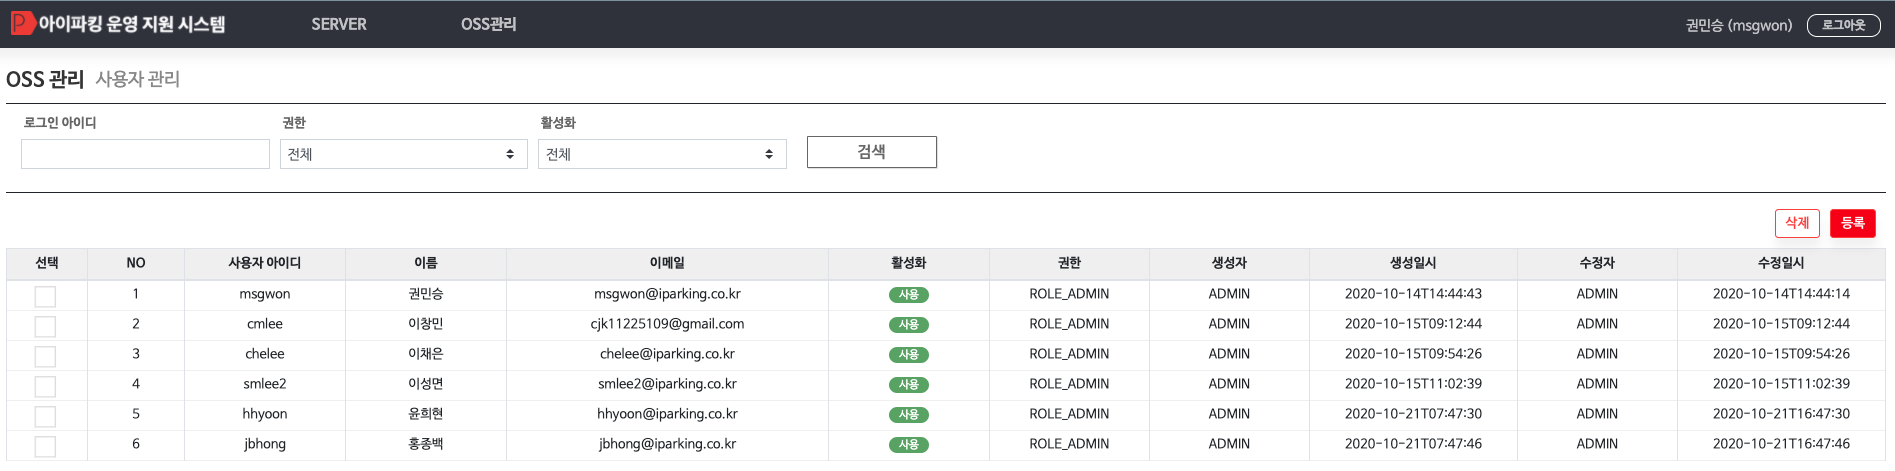 아이파킹 운영 지원 시스템 SERVER OSS관리 권민승 (msgwon) 로그아웃
OSS 관리 사용자 관리
로그인 아이디 권한 활성화
전체 전체 검색
삭제 등록
선택 NO 사용자 아이디 이름 이메일 활성화 권한 생성자 생성일시 수정자 수정일시
1 msgwon 권민승 msgwon@iparking.co.kr 사용 ROLE_ADMIN ADMIN 2020-10-14T14:44:43 ADMIN 2020-10-14T14:44:14
2 cmlee 이창민 cjk11225109@gmail.com 사용 ROLE_ADMIN ADMIN 2020-10-15T09:12:44 ADMIN 2020-10-15T09:12:44
3 chelee 이채은 chelee@iparking.co.kr 사용 ROLE_ADMIN ADMIN 2020-10-15T09:54:26 ADMIN 2020-10-15T09:54:26
4 smlee2 이성면 smlee2@iparking.co.kr 사용 ROLE_ADMIN ADMIN 2020-10-15T11:02:39 ADMIN 2020-10-15T11:02:39
5 hhyoon 윤희현 hhyoon@iparking.co.kr 사용 ROLE_ADMIN ADMIN 2020-10-21T07:47:30 ADMIN 2020-10-21T16:47:30
6 jbhong 홍종백 jbhong@iparking.co.kr 사용 ROLE_ADMIN ADMIN 2020-10-21T07:47:46 ADMIN 2020-10-21T16:47:46